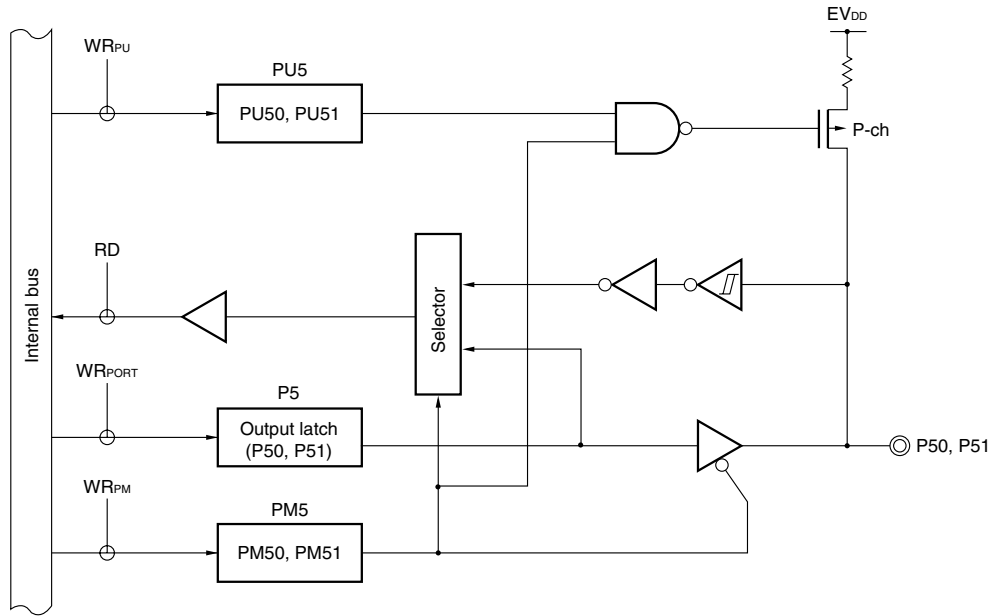 EVDD
WRPU
PU5
PU50, PU51
P-ch
RD
Internal bus
Selector
WRPORT
P5
Output latch
(P50, P51)
P50, P51
WRPM
PM5
PM50, PM51